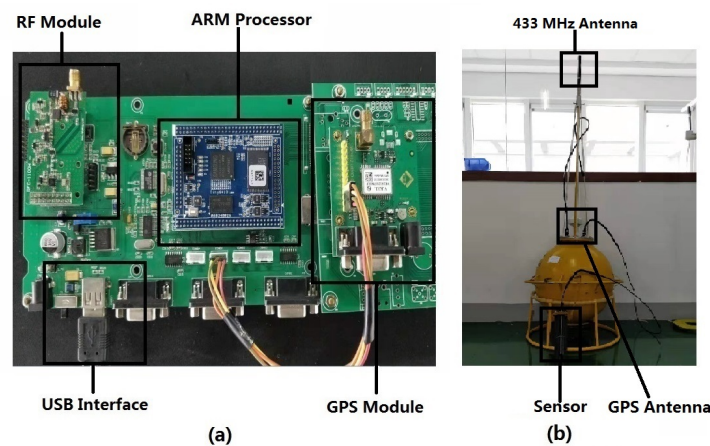 RF Module
ARM Processor
433 MHz Antenna
USB Interface
GPS Module
Sensor
GPS Antenna
(a)
(b)